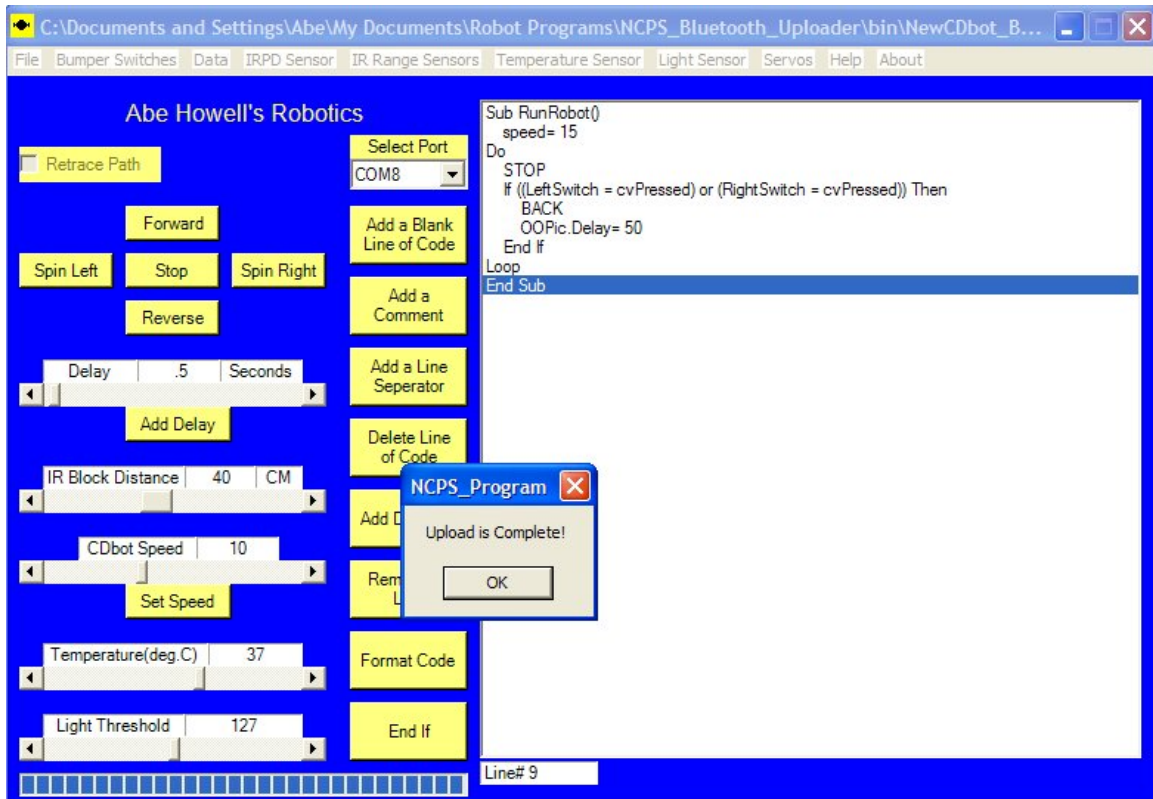 C:\Documents and Settings\Abe\My Documents\Robot Programs\NCPS_Bluetooth_Uploader\bin\NewCDbot_B...
File Bumper Switches Data IRPD Sensor IR Range Sensors Temperature Sensor Light Sensor Servos Help About
Abe Howell's Robotics
Retrace Path
Select Port
COM8
Forward
Spin Left Stop Spin Right
Reverse
Delay .5 Seconds
Add Delay
IR Block Distance 40 CM
CDbot Speed 10
Set Speed
Temperature(deg.C) 37
Light Threshold 127
Add a Blank
Line of Code
Add a
Comment
Add a Line
Seperator
Delete Line
of Code
Add
Format Code
End If
Sub RunRobot()
speed= 15
Do
STOP
If ((LeftSwitch = cvPressed) or (RightSwitch = cvPressed)) Then
BACK
OOPic.Delay= 50
End If
Loop
End Sub
NCPS_Program
Upload is Complete!
OK
Line# 9